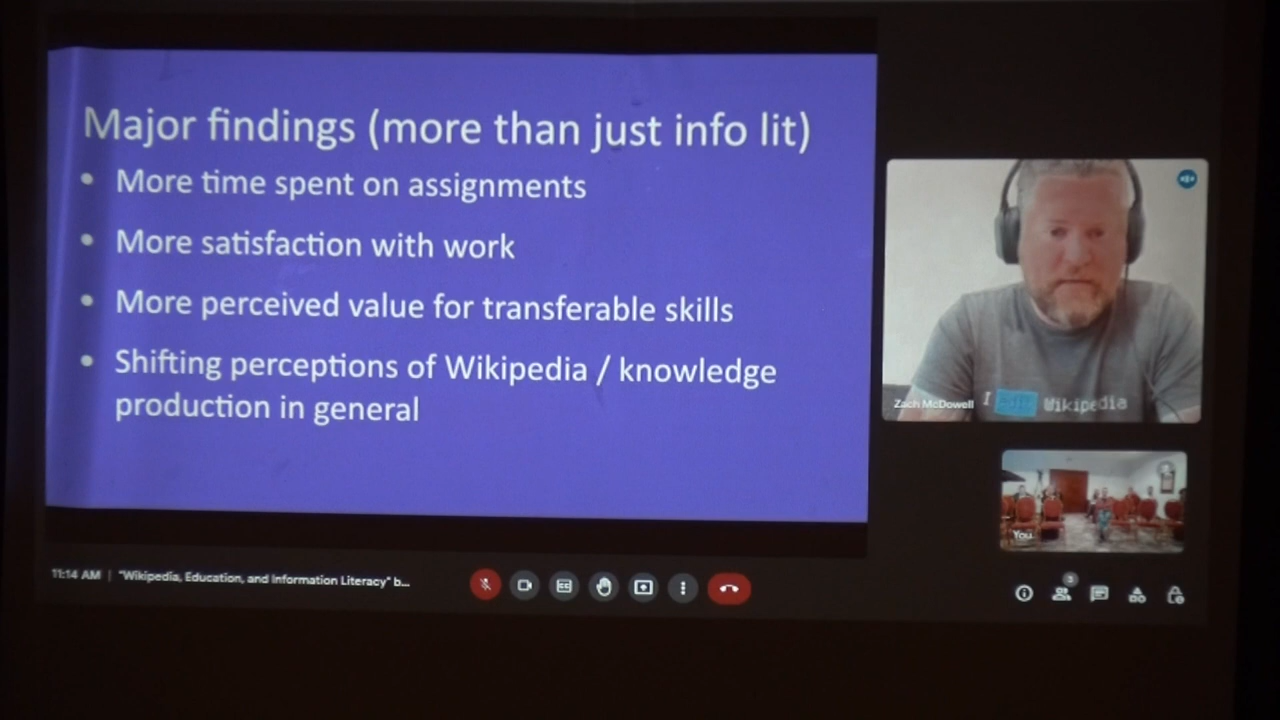 Major findings (more than just info lit)
• More time spent on assignments
• More satisfaction with work
• More perceived value for transferable skills
• Shifting perceptions of Wikipedia / knowledge
production in general
Zach McDowell
I edit Wikipedia
You
11:14 AM | "Wikipedia, Education, and Information Literacy" b...
CC
3